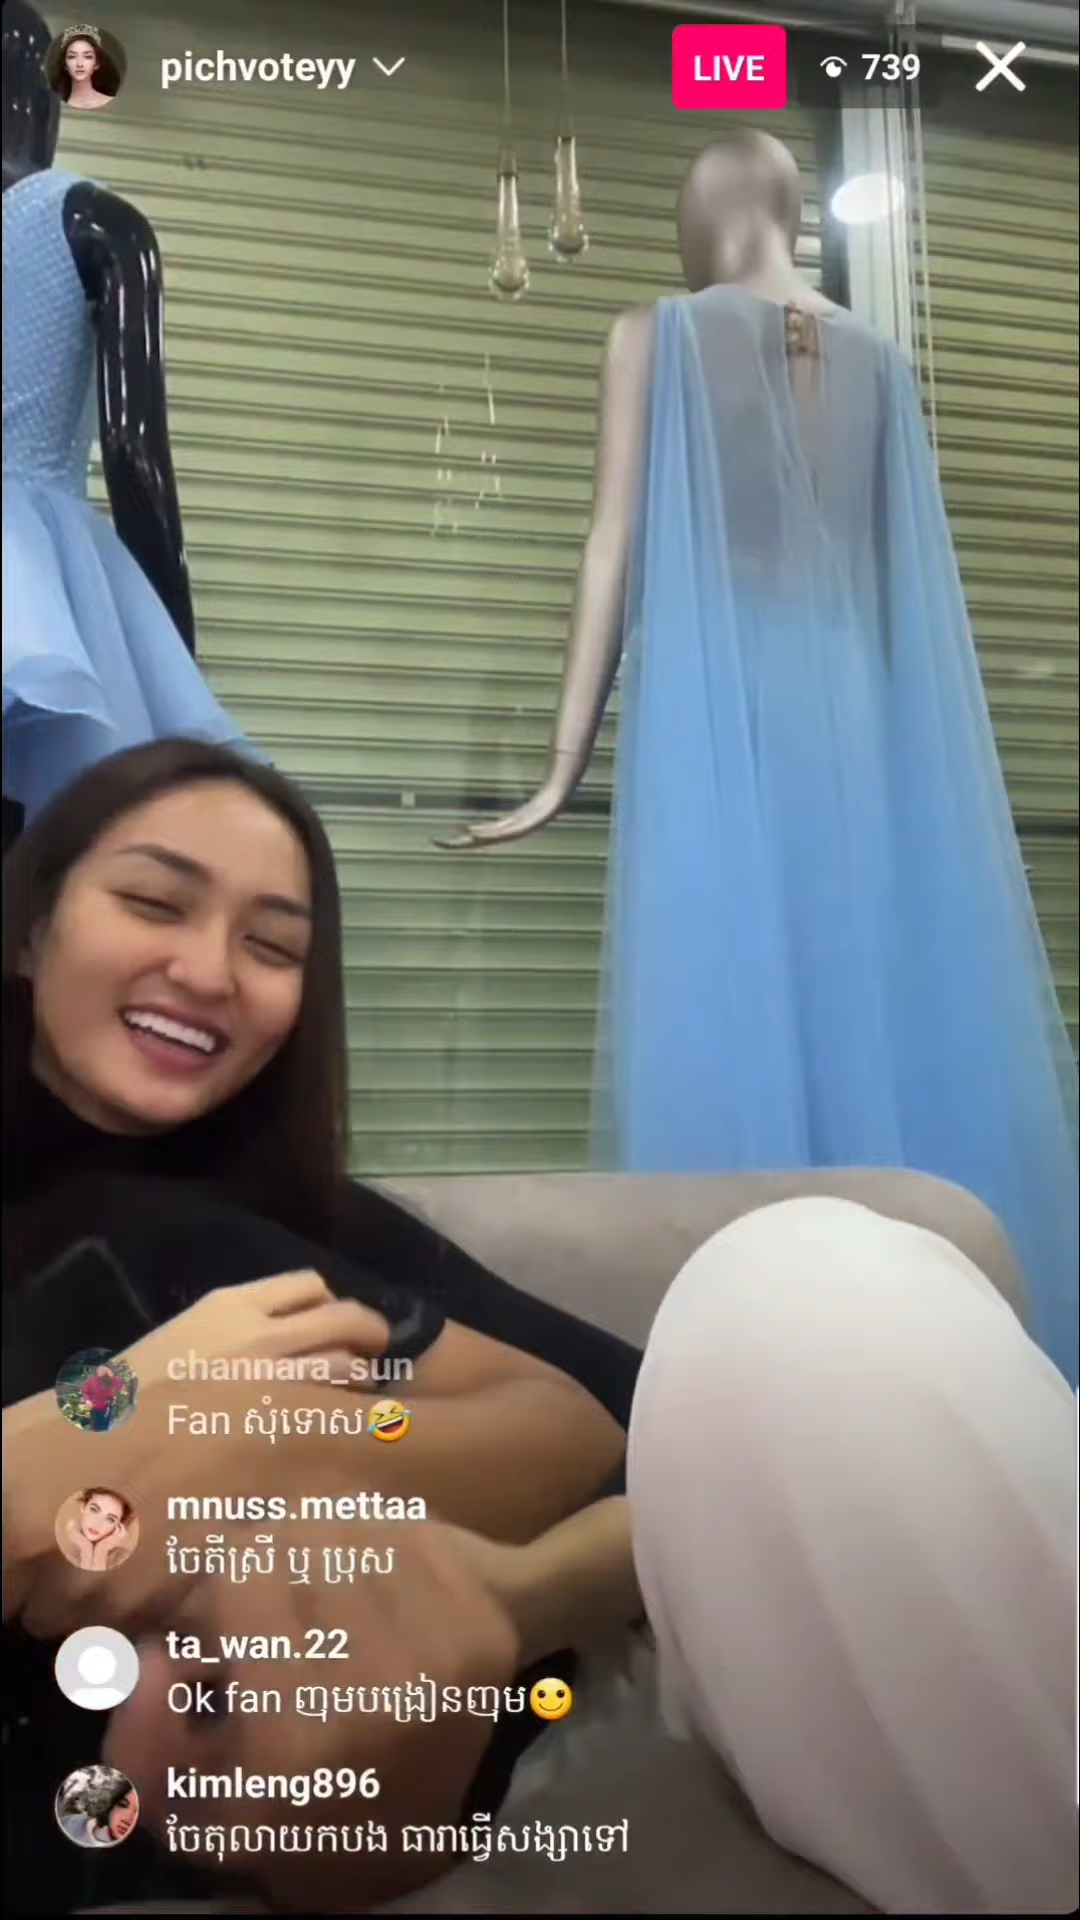 pichvoteyy
LIVE
739
channara_sun
Fan សុំទោស🤣
mnuss.mettaa
ចែតីស្រី ឬ ប្រុស
ta_wan.22
Ok fan ញុមបង្រៀនញុម🙂
kimleng896
ចែតុលាយកបង ធារាធ្វើសង្សាទៅ